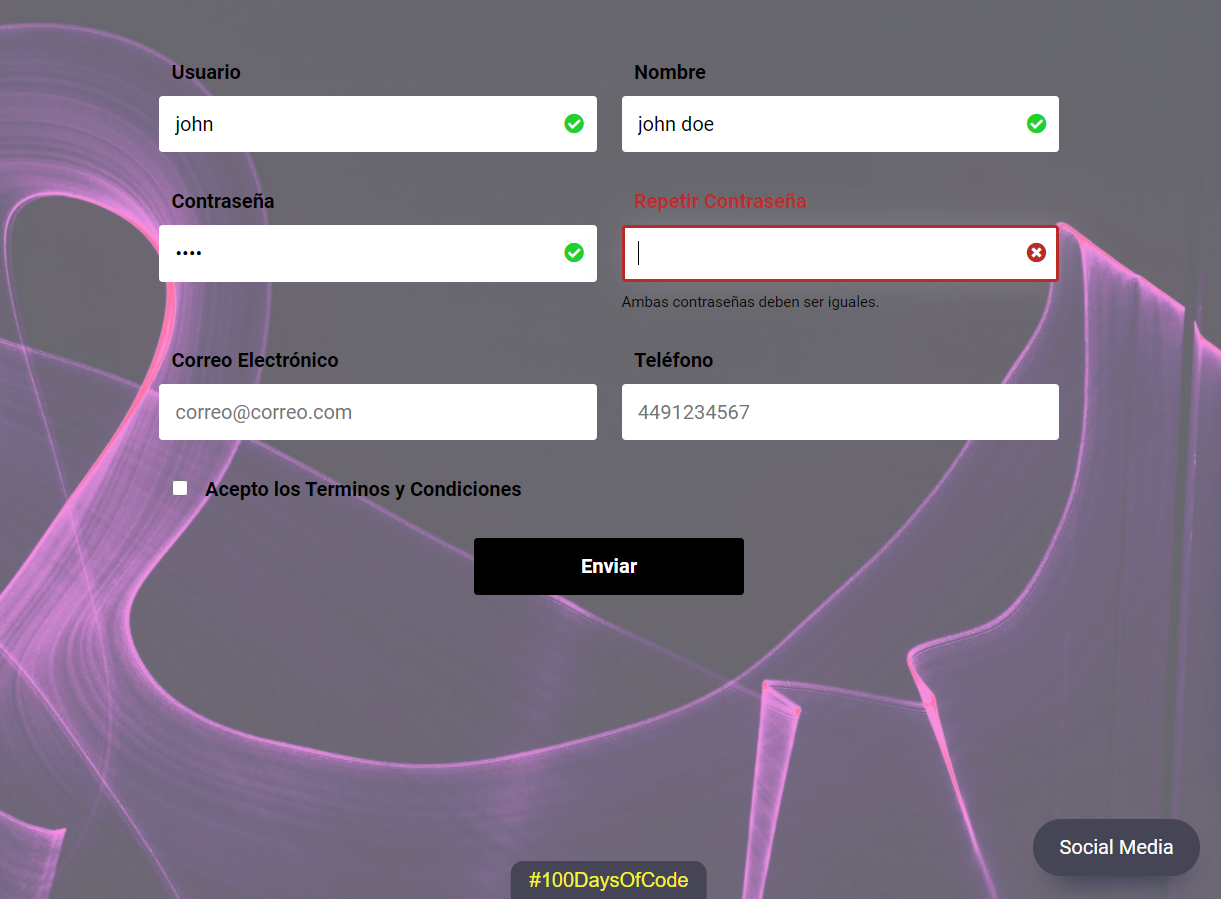 Usuario
Nombre
john
john doe
Contraseña
Repetir Contraseña
••••
Ambas contraseñas deben ser iguales.
Correo Electrónico
Teléfono
correo@correo.com
4491234567
Acepto los Terminos y Condiciones
Enviar
Social Media
#100DaysOfCode